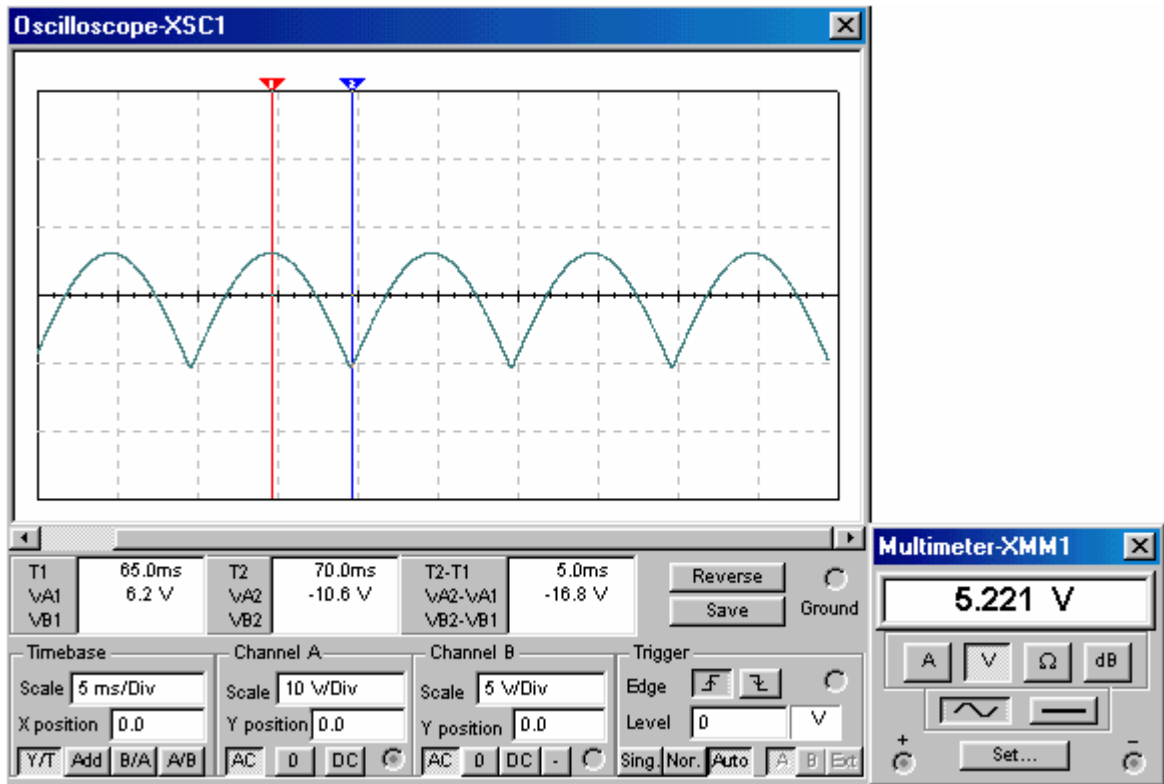 Oscilloscope-XSC1
1 2
T1 65.0ms T2 70.0ms T2-T1 5.0ms Reverse
VA1 6.2 V VA2 -10.6 V VA2-VA1 -16.8 V
VB1 VB2 VB2-VB1 Save Ground
Timebase Channel A Channel B Trigger
Scale 5 ms/Div Scale 10 V/Div Scale 5 V/Div Edge
X position 0.0 Y position 0.0 Y position 0.0 Level 0 V
Y/T Add B/A A/B AC 0 DC AC 0 DC - Sing. Nor. Auto A B Ext
Multimeter-XMM1
5.221 V
A V Ω dB
+ Set... -